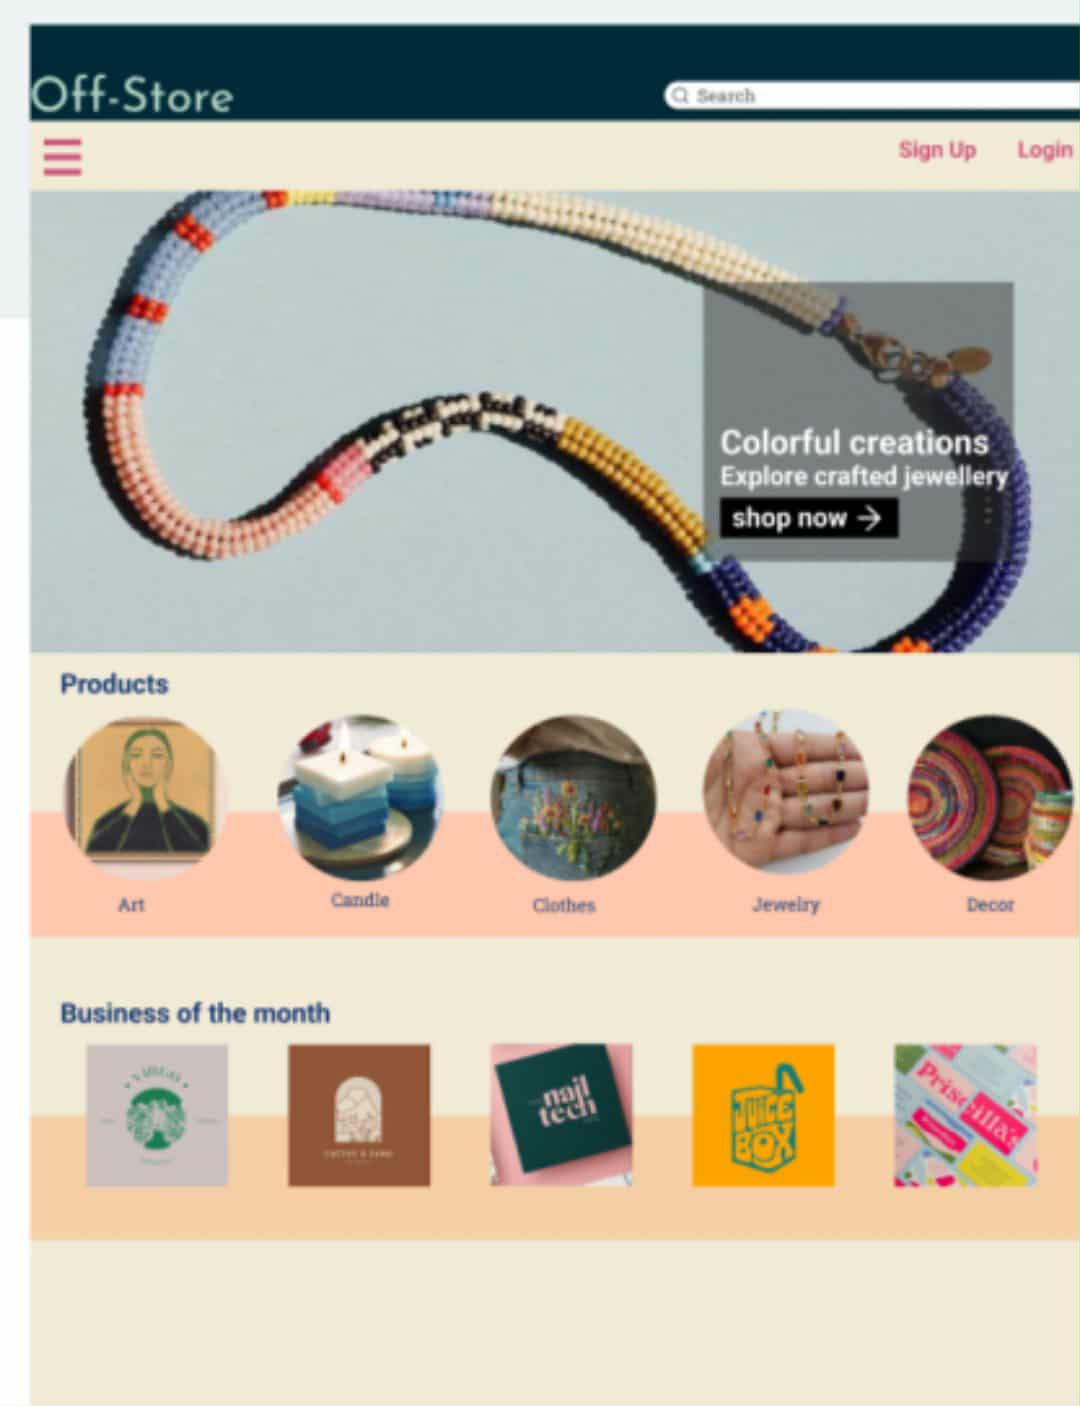 Off-Store
Search
Sign Up
Login
Colorful creations
Explore crafted jewellery
shop now →
Products
Art
Candle
Clothes
Jewelry
Decor
Business of the month
nail
tech
JUICE
BOX
Priscilla's